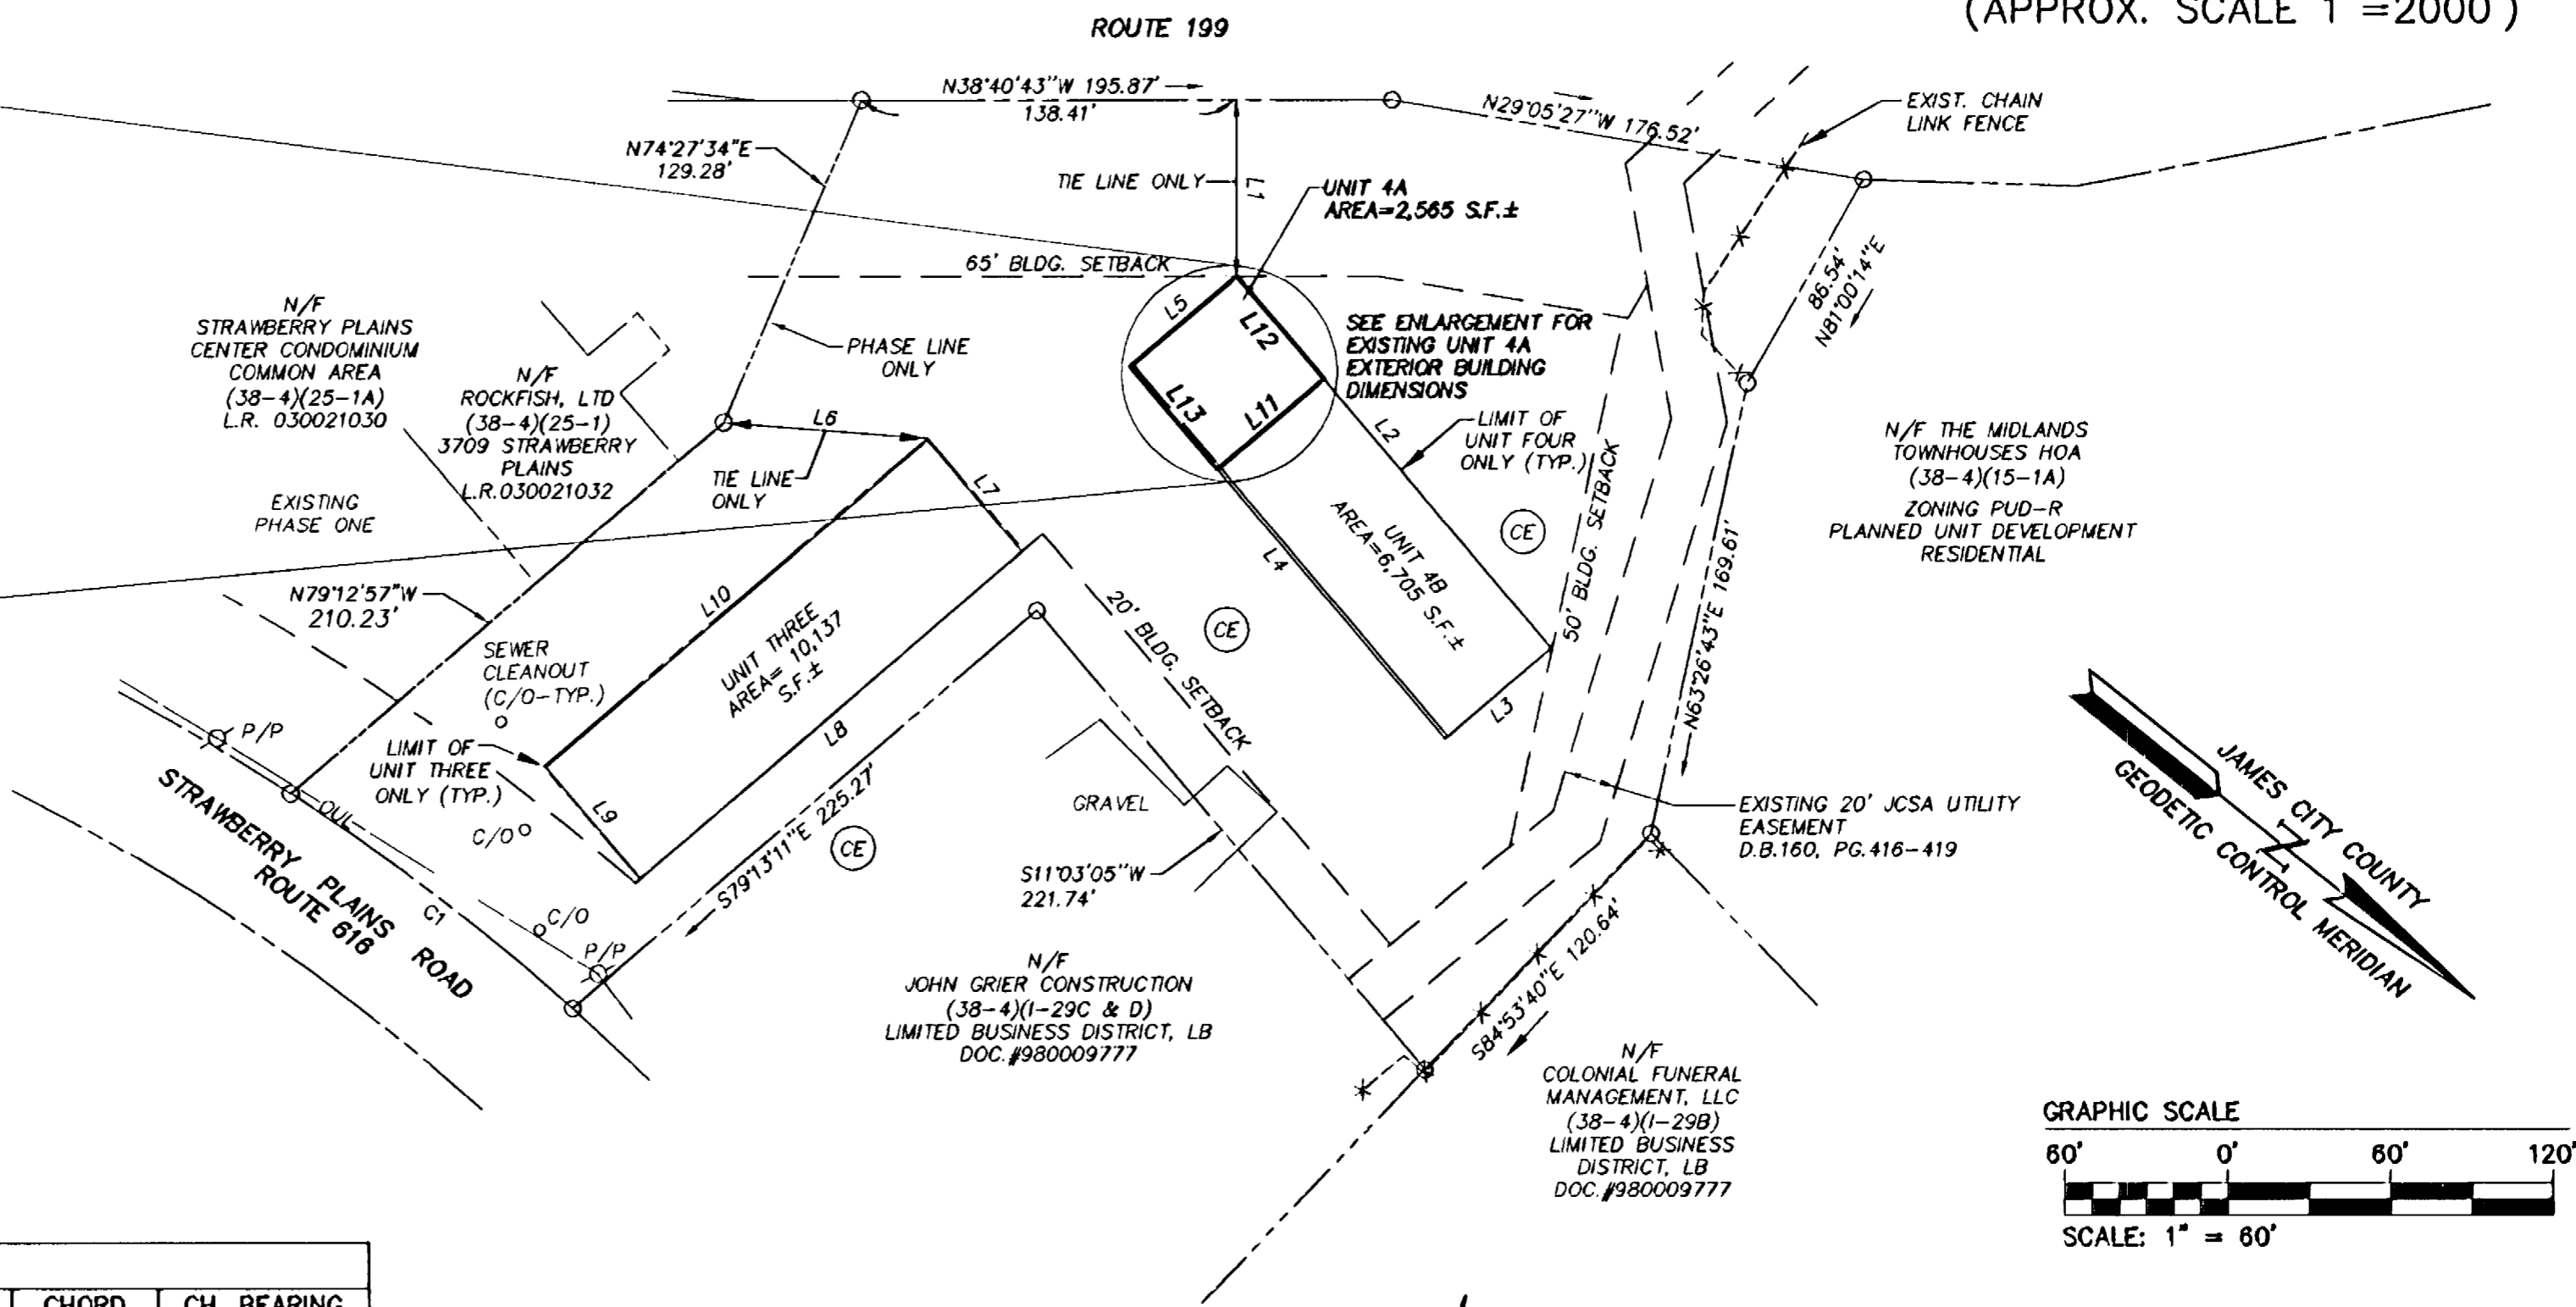 (APPROX. SCALE 1 =2000 )
ROUTE 199
N38°40'43"W 195.87'
138.41'
N29°05'27"W 176.52'
EXIST. CHAIN
LINK FENCE
N74°27'34"E
129.28'
TIE LINE ONLY
L1
UNIT 4A
AREA=2,565 S.F.±
65' BLDG. SETBACK
86.54'
N81°00'14"E
N/F
STRAWBERRY PLAINS
CENTER CONDOMINIUM
COMMON AREA
(38-4)(25-1A)
L.R. 030021030
PHASE LINE
ONLY
L5
L12
L13
L11
SEE ENLARGEMENT FOR
EXISTING UNIT 4A
EXTERIOR BUILDING
DIMENSIONS
N/F
ROCKFISH, LTD
(38-4)(25-1)
3709 STRAWBERRY
PLAINS
L.R.030021032
L6
TIE LINE
ONLY
L7
L2
LIMIT OF
UNIT FOUR
ONLY (TYP.)
N/F THE MIDLANDS
TOWNHOUSES HOA
(38-4)(15-1A)
ZONING PUD-R
PLANNED UNIT DEVELOPMENT
RESIDENTIAL
EXISTING
PHASE ONE
CE
UNIT 4B
AREA=6,705 S.F.±
L4
50' BLDG. SETBACK
N63°26'43"E 169.61'
N79°12'57"W
210.23'
L10
UNIT THREE
AREA= 10,137
S.F.±
20' BLDG. SETBACK
CE
SEWER
CLEANOUT
(C/O-TYP.)
L3
P/P
LIMIT OF
UNIT THREE
ONLY (TYP.)
L8
L9
OUL
C/O
STRAWBERRY PLAINS ROAD
ROUTE 616
C1
C/O
P/P
S79°13'11"E 225.27'
CE
GRAVEL
S11°03'05"W
221.74'
EXISTING 20' JCSA UTILITY
EASEMENT
D.B.160, PG.416-419
JAMES CITY COUNTY
GEODETIC CONTROL MERIDIAN
N
N/F
JOHN GRIER CONSTRUCTION
(38-4)(1-29C & D)
LIMITED BUSINESS DISTRICT, LB
DOC.#980009777
S84°53'40"E 120.64'
N/F
COLONIAL FUNERAL
MANAGEMENT, LLC
(38-4)(1-29B)
LIMITED BUSINESS
DISTRICT, LB
DOC.#980009777
GRAPHIC SCALE
60' 0' 60' 120'
SCALE: 1" = 60'
CHORD CH. BEARING